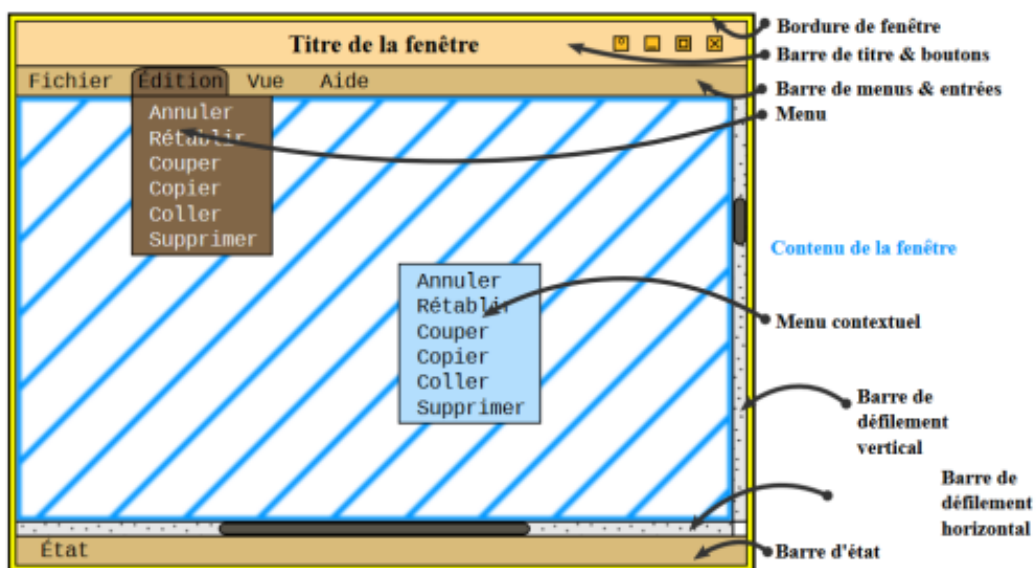 Titre de la fenêtre
Fichier Édition Vue Aide
Annuler
Rétablir
Couper
Copier
Coller
Supprimer
Annuler
Rétablir
Couper
Copier
Coller
Supprimer
État
Bordure de fenêtre
Barre de titre & boutons
Barre de menus & entrées
Menu
Contenu de la fenêtre
Menu contextuel
Barre de
défilement
vertical
Barre de
défilement
horizontal
Barre d'état